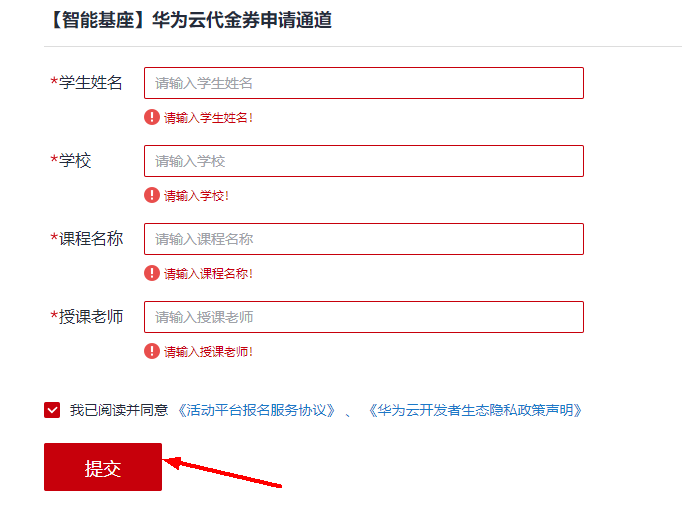 【智能基座】华为云代金券申请通道
*学生姓名 请输入学生姓名
请输入学生姓名!
*学校 请输入学校
请输入学校!
*课程名称 请输入课程名称
请输入课程名称!
*授课老师 请输入授课老师
请输入授课老师!
我已阅读并同意 《活动平台报名服务协议》 、 《华为云开发者生态隐私政策声明》
提交